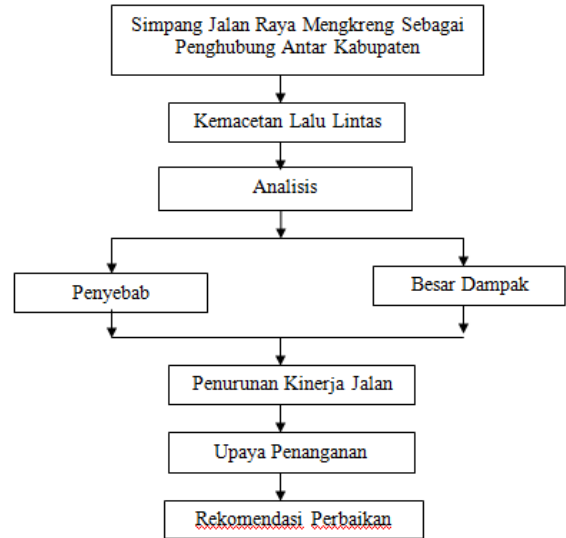 Simpang Jalan Raya Mengkreng Sebagai
Penghubung Antar Kabupaten
Kemacetan Lalu Lintas
Analisis
Penyebab
Besar Dampak
Penurunan Kinerja Jalan
Upaya Penanganan
Rekomendasi Perbaikan